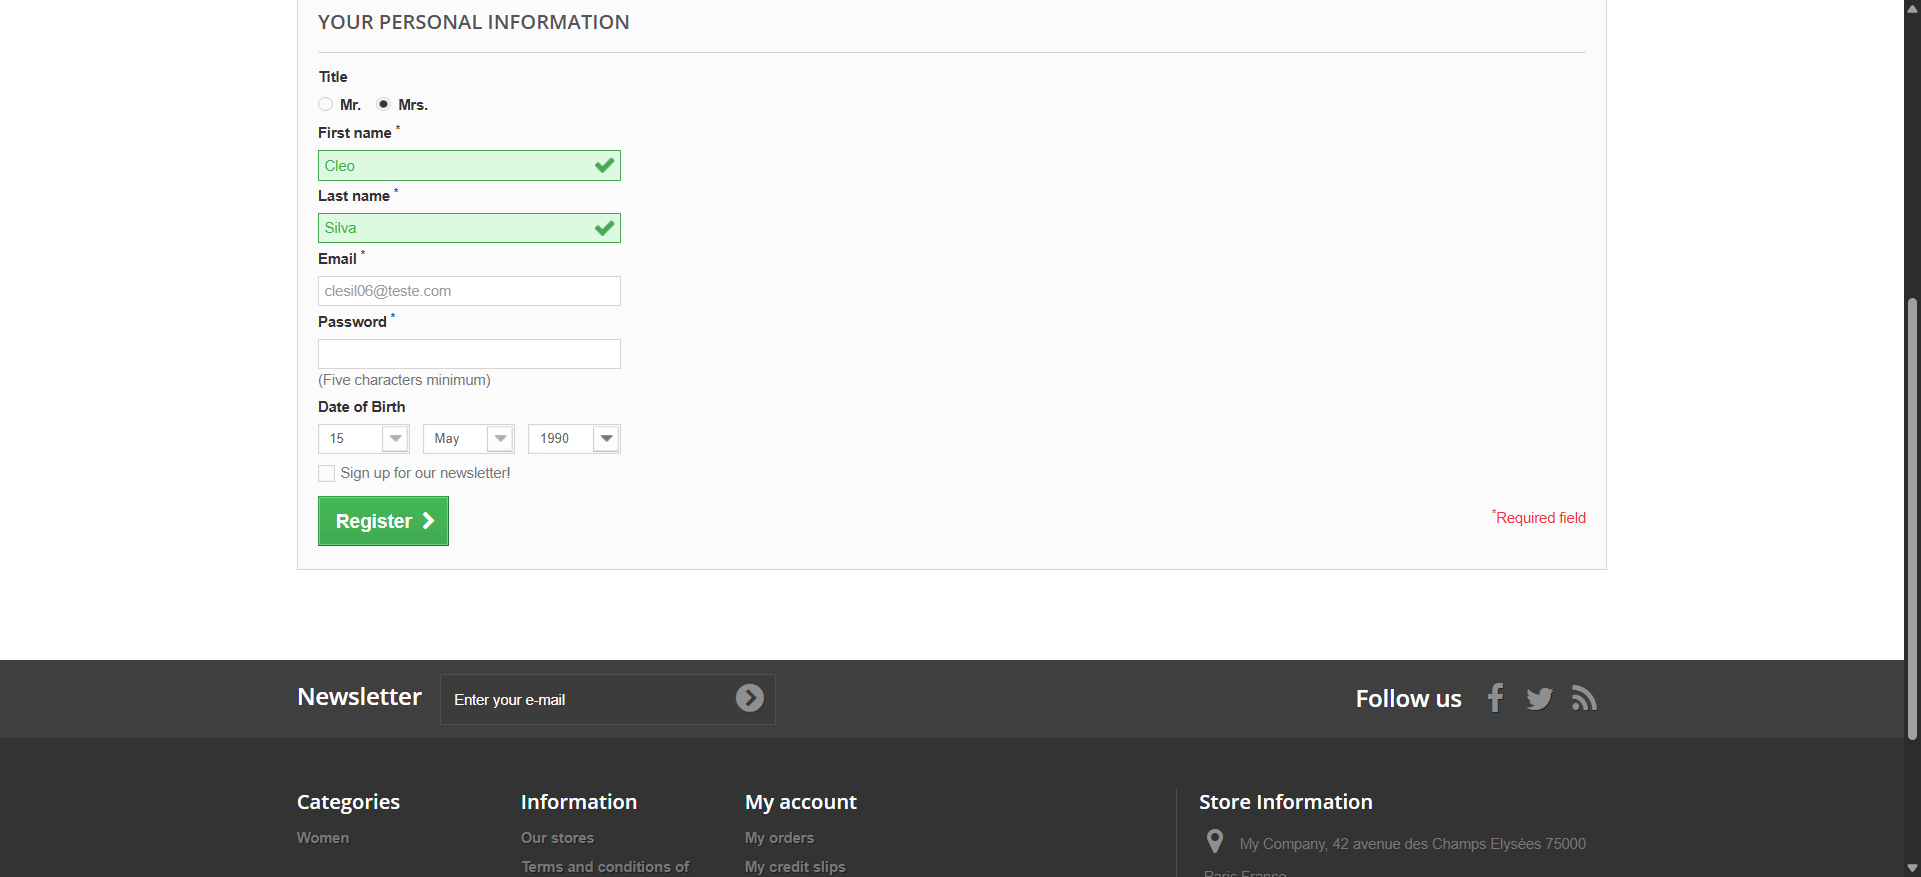 YOUR PERSONAL INFORMATION
Title
Mr. Mrs.
First name *
Cleo
Last name *
Silva
Email *
clesil06@teste.com
Password *
(Five characters minimum)
Date of Birth
15 May 1990
Sign up for our newsletter!
Register
*Required field
Newsletter Enter your e-mail
Follow us
Categories
Women
Information
Our stores
Terms and conditions of
My account
My orders
My credit slips
Store Information
My Company, 42 avenue des Champs Elysées 75000
Paris France